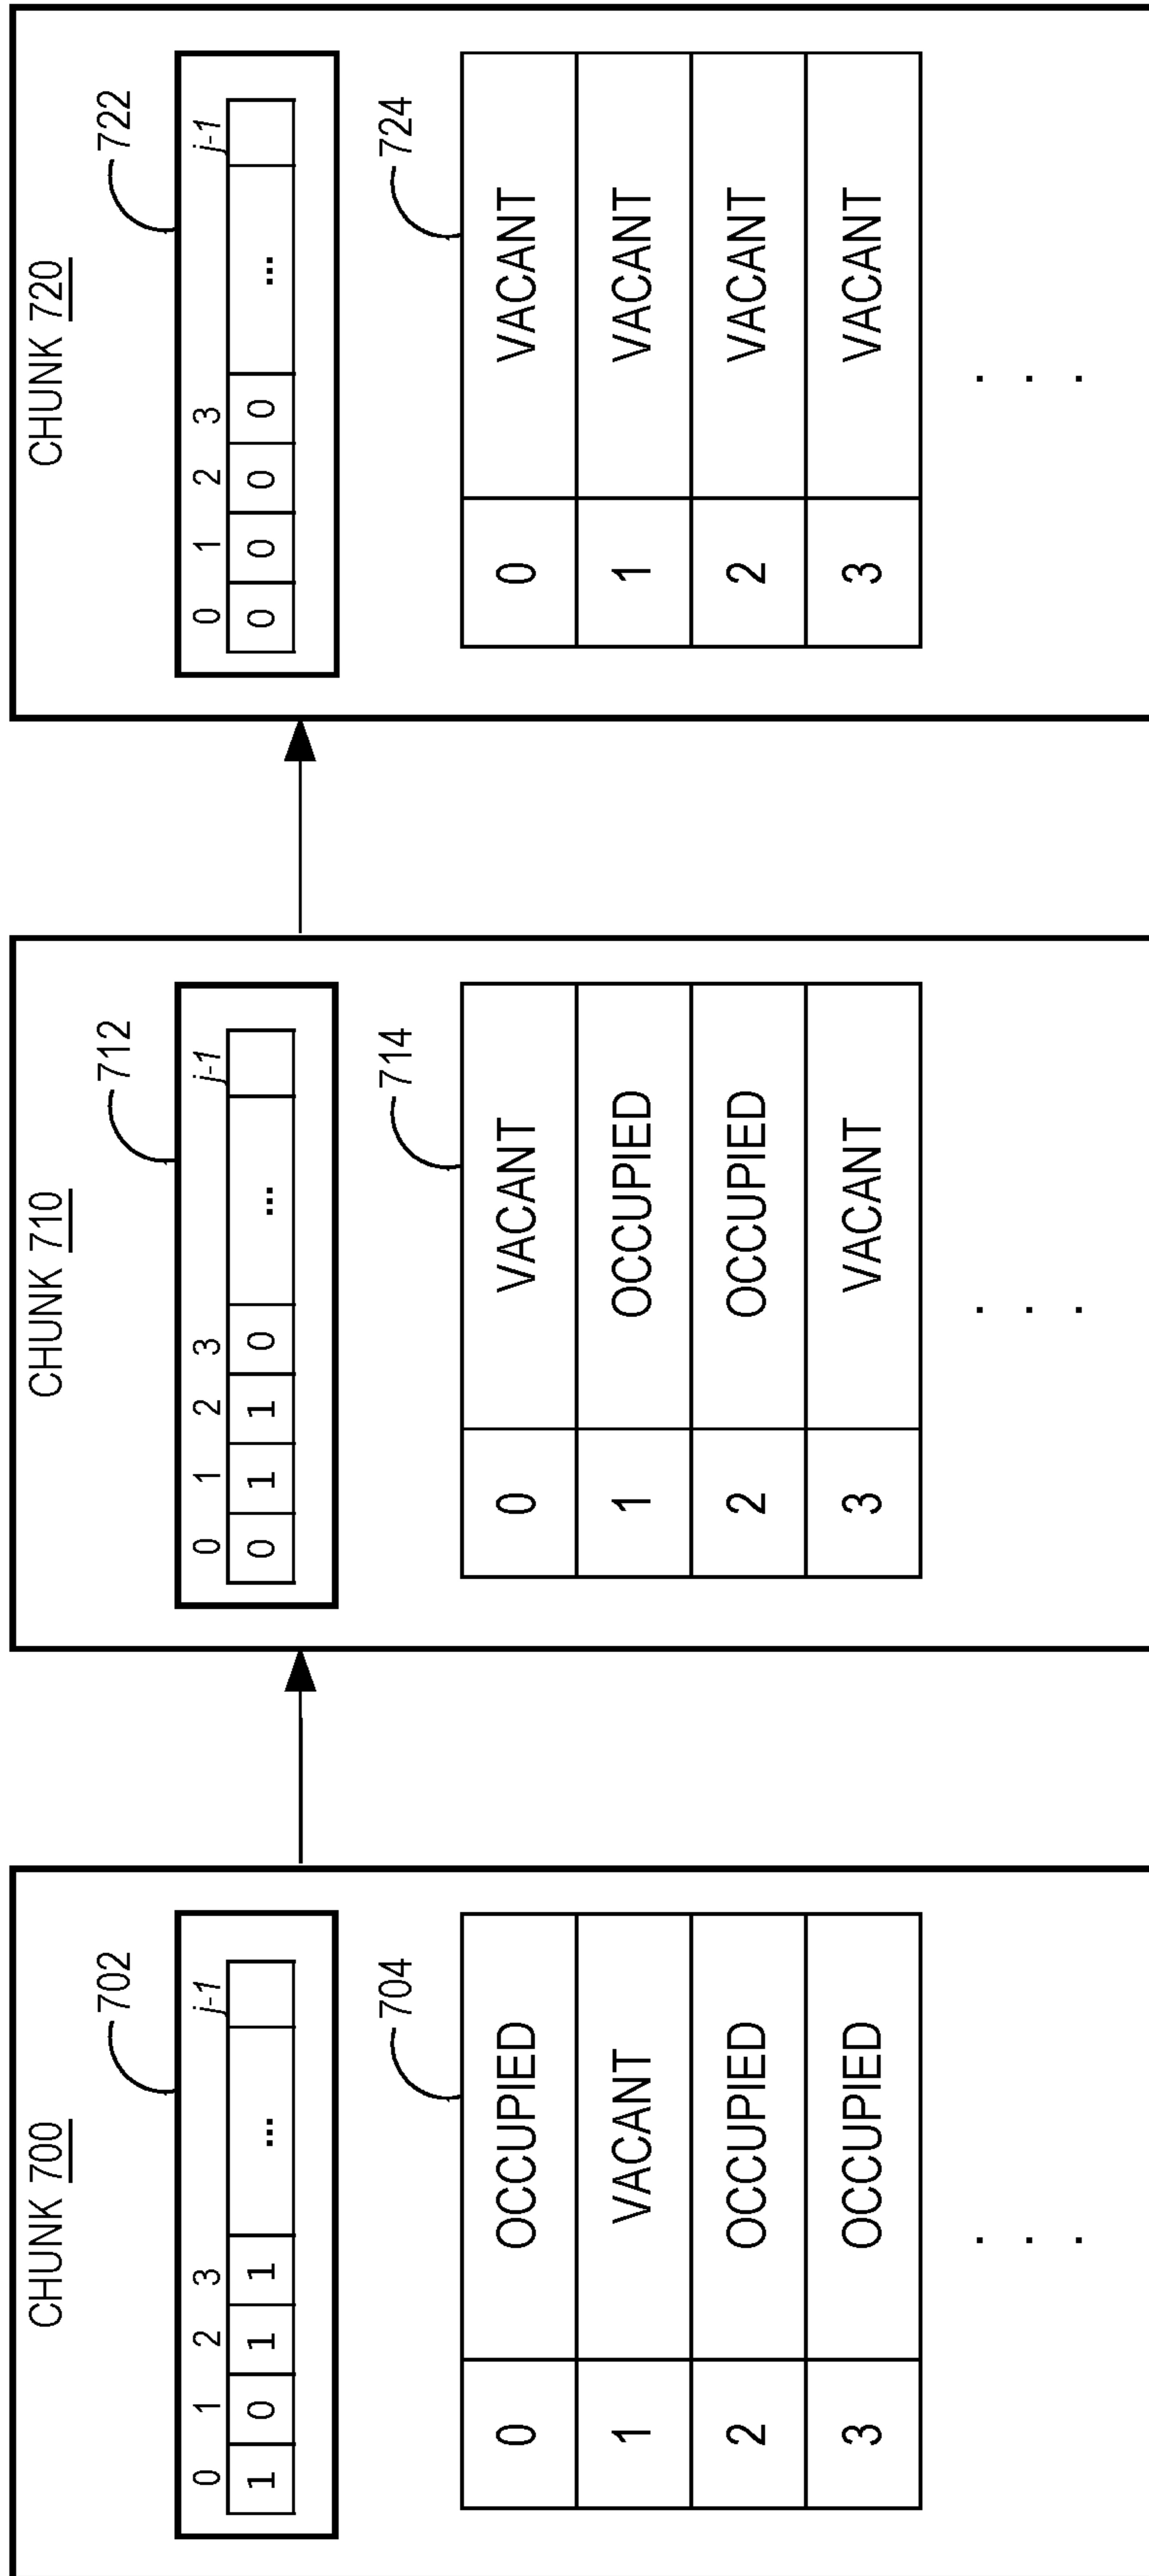 CHUNK 700
702
0 1 2 3 j-1
1 0 1 1 ...
704
0 OCCUPIED
1 VACANT
2 OCCUPIED
3 OCCUPIED
. . .
CHUNK 710
712
0 1 2 3 j-1
0 1 1 0 ...
714
0 VACANT
1 OCCUPIED
2 OCCUPIED
3 VACANT
. . .
CHUNK 720
722
0 1 2 3 j-1
0 0 0 0 ...
724
0 VACANT
1 VACANT
2 VACANT
3 VACANT
. . .